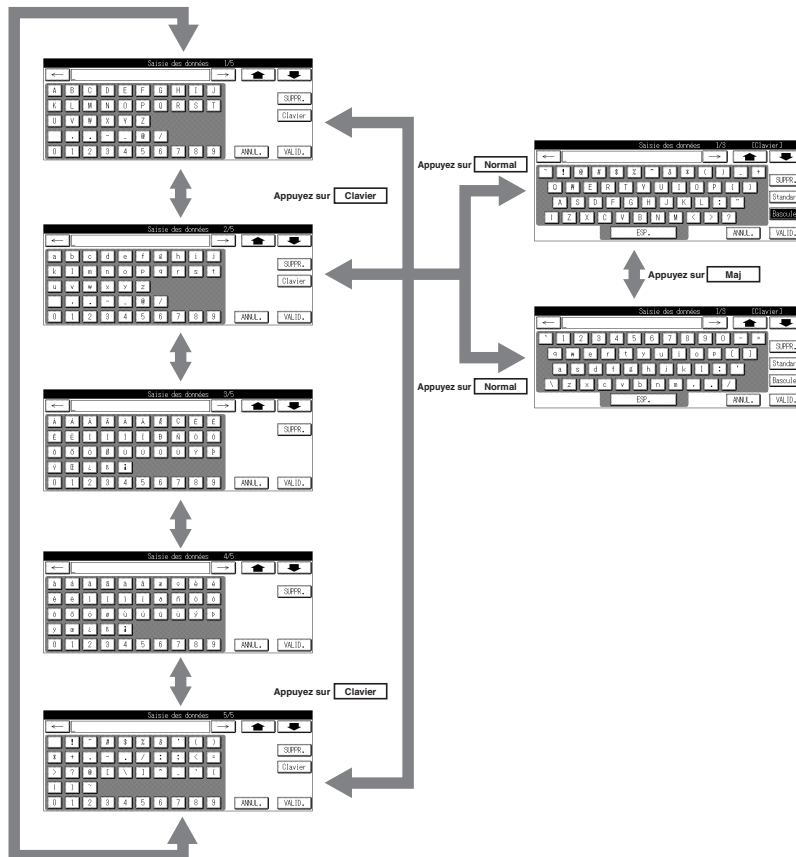 Saisie des données 1/5
← _ →
A B C D E F G H I J
K L M N O P Q R S T SUPPR.
U V W X Y Z Clavier
, . - _ @ /
0 1 2 3 4 5 6 7 8 9 ANNUL. VALID.
Appuyez sur Clavier
Saisie des données 2/5
← _ →
a b c d e f g h i j
k l m n o p q r s t SUPPR.
u v w x y z Clavier
, . - _ @ /
0 1 2 3 4 5 6 7 8 9 ANNUL. VALID.
Saisie des données 3/5
← _ →
SUPPR.
0 1 2 3 4 5 6 7 8 9 ANNUL. VALID.
Saisie des données 4/5
← _ →
SUPPR.
0 1 2 3 4 5 6 7 8 9 ANNUL. VALID.
Appuyez sur Clavier
Saisie des données 5/5
← _ →
! " # $ % & ' ( )
* + , - . / : ; < = SUPPR.
> ? @ [ \ ] ^ _ ` { Clavier
| } ~
0 1 2 3 4 5 6 7 8 9 ANNUL. VALID.
Appuyez sur Normal
Saisie des données 1/3 [Clavier]
← _ →
~ ! @ # $ % ^ & * ( ) _ + SUPPR.
Q W E R T Y U I O P { } Standar
A S D F G H J K L : " Bascule
| Z X C V B N M < > ?
ESP. ANNUL. VALID.
Appuyez sur Maj
Saisie des données 1/3 [Clavier]
← _ →
` 1 2 3 4 5 6 7 8 9 0 - = SUPPR.
q w e r t y u i o p [ ] Standar
a s d f g h j k l ; ' Bascule
\ z x c v b n m , . /
ESP. ANNUL. VALID.
Appuyez sur Normal